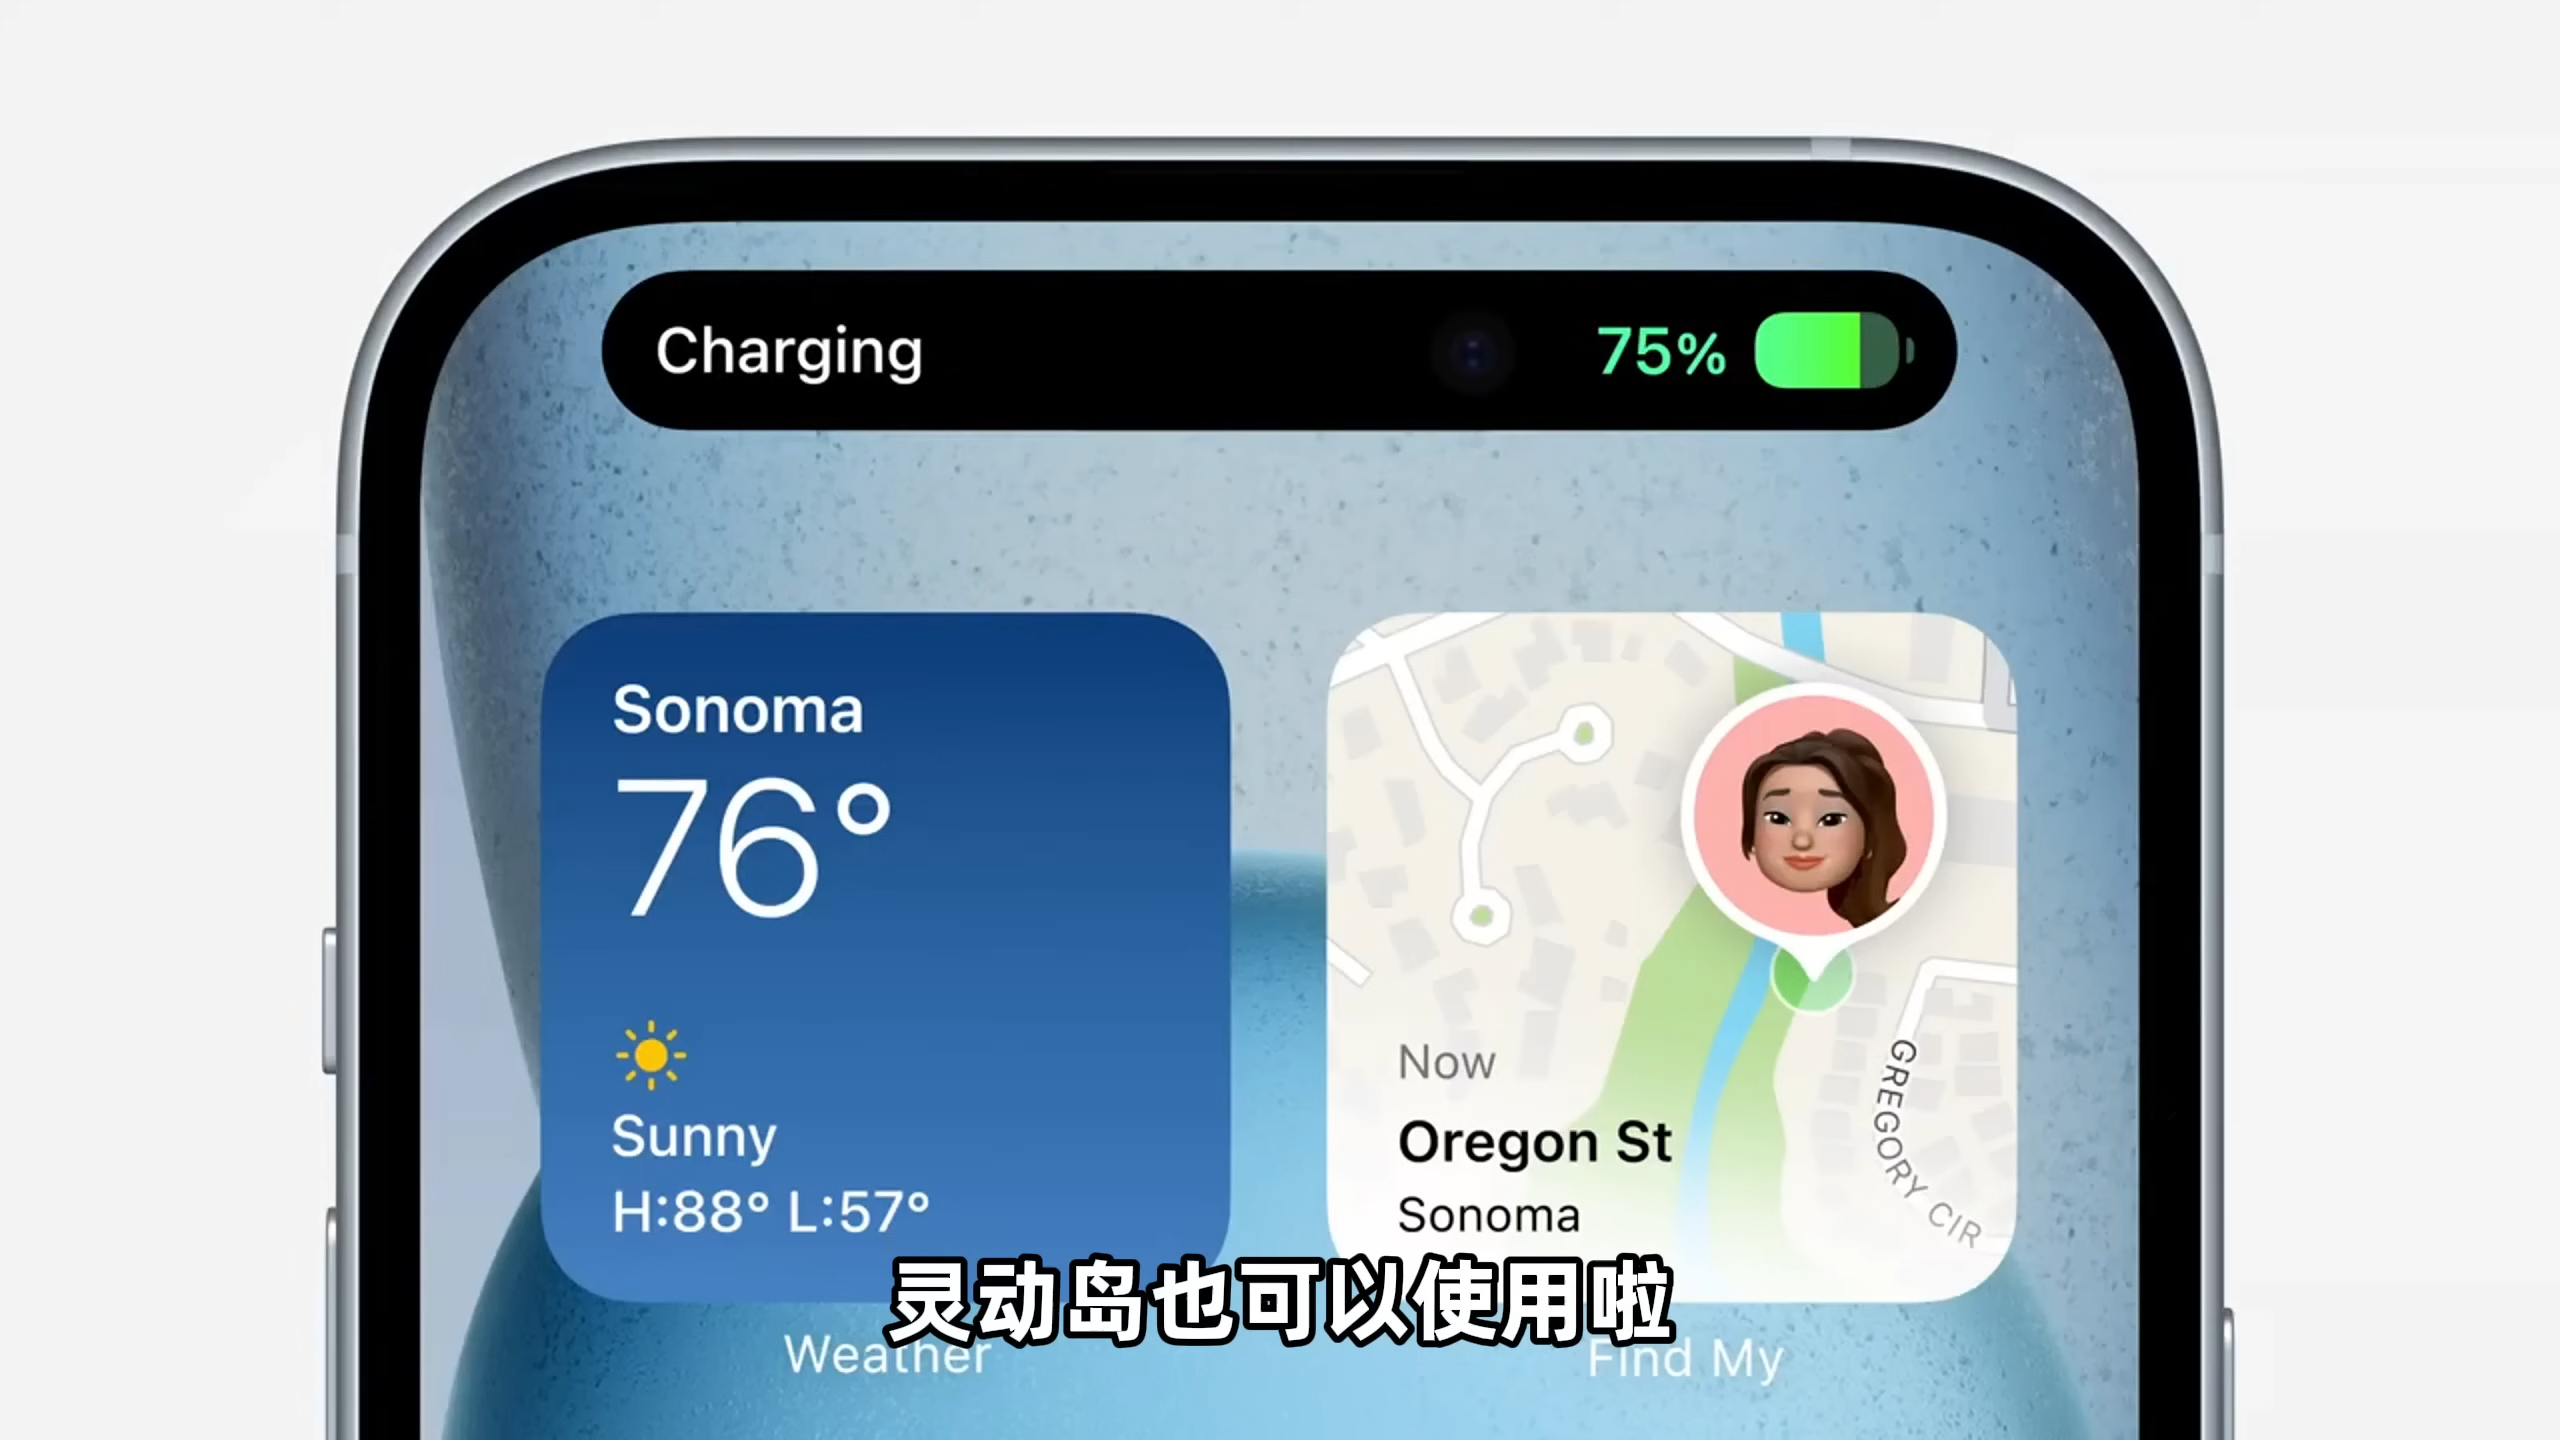 Charging
75%
Sonoma
76°
Sunny
H:88° L:57°
Weather
Now
Oregon St
Sonoma
GREGORY CIR
Find My
灵动岛也可以使用啦